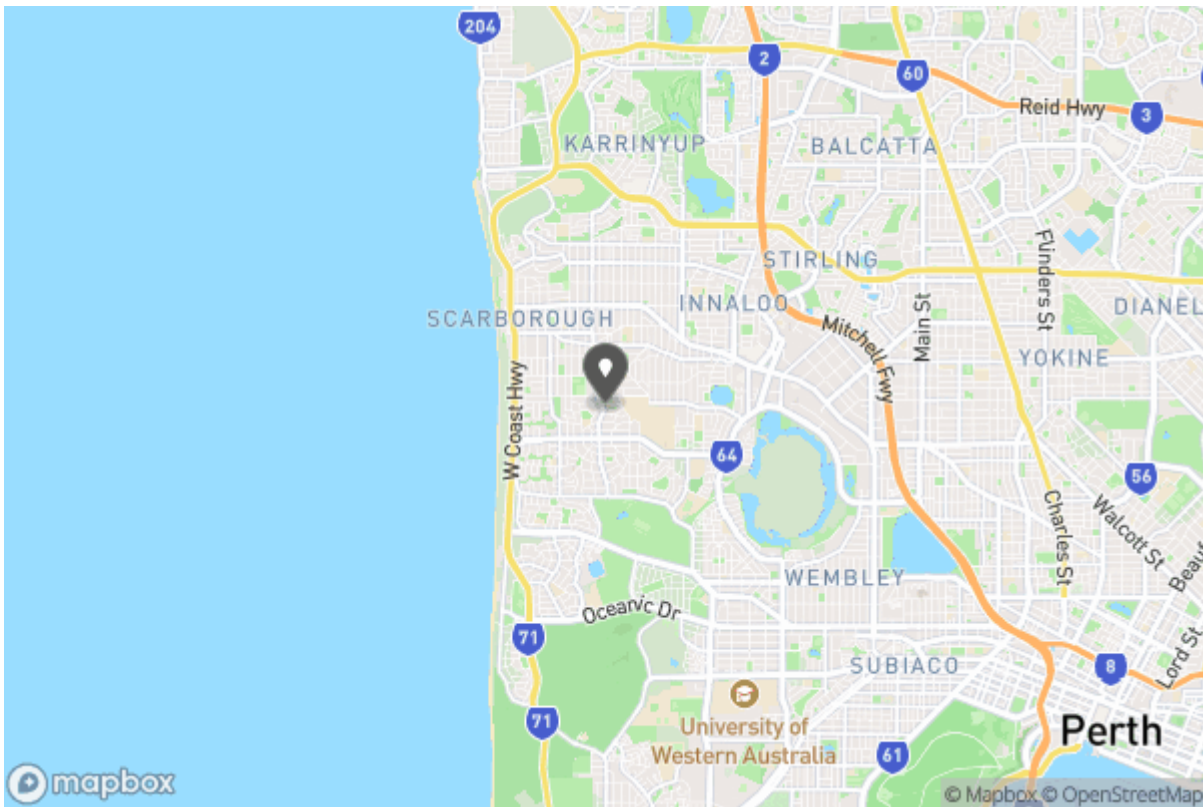 204
2
60
Reid Hwy
3
KARRINYUP
BALCATTA
Flinders St
STIRLING
INNALOO
Main St
DIANEL
SCARBOROUGH
Mitchell Fwy
YOKINE
W Coast Hwy
64
56
Charles St
Walcott St
Beauf
WEMBLEY
Oceanic Dr
71
Lord St
SUBIACO
8
71
University of
Western Australia
61
Perth
mapbox
© Mapbox © OpenStreetMap